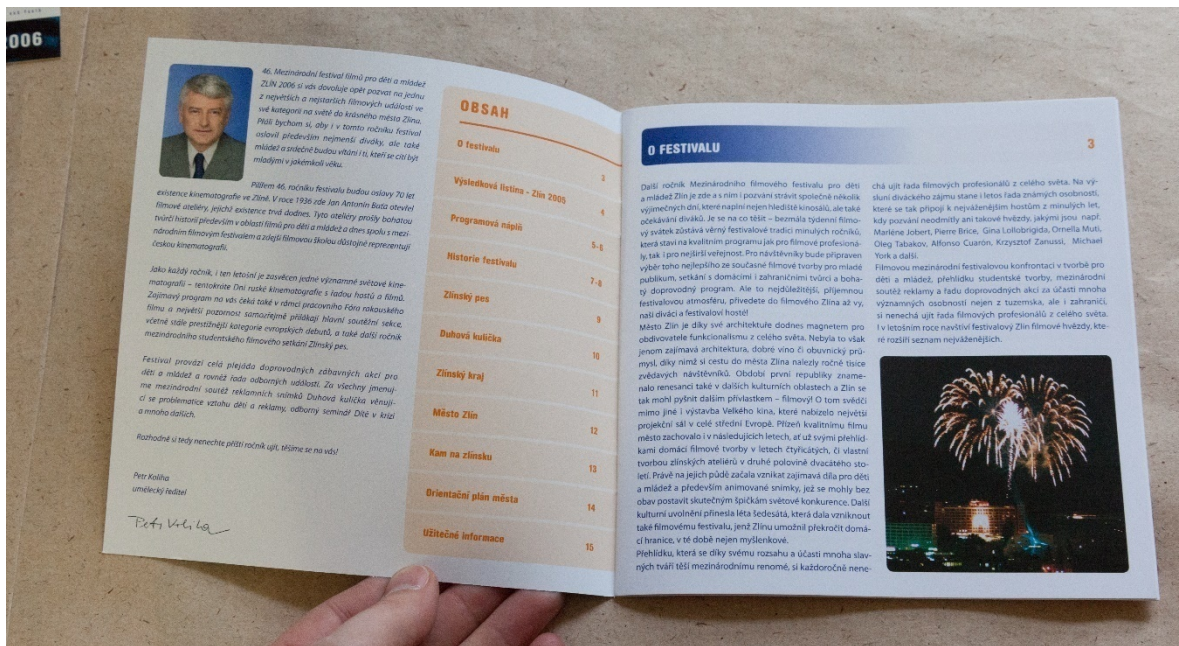 2006
46. Mezinárodní festival filmů pro děti a mládež
ZLÍN 2006 si vás dovoluje opět pozvat na jednu
z největších a nejstarších filmových událostí ve
své kategorii na světě do krásného města Zlína.
Přáli bychom si, aby i v tomto ročníku festival
oslovil především nejmenší diváky, ale také
mládež a srdečně budou vítáni i ti, kteří se cítí být
mladými v jakémkoli věku.
Pilířem 46. ročníku festivalu budou oslavy 70 let
existence kinematografie ve Zlíně. V roce 1936 zde Jan Antonín Baťa otevřel
filmové ateliéry, jejichž existence trvá dodnes. Tyto ateliéry prošly bohatou
tvůrčí historií především v oblasti filmů pro děti a mládež a dnes spolu s mezi-
národním filmovým festivalem a zdejší filmovou školou důstojně reprezentují
českou kinematografii.
Jako každý ročník, i ten letošní je zasvěcen jedné významné světové kine-
matografii – tentokráte Dni ruské kinematografie s řadou hostů a filmů.
Zajímavý program na vás čeká také v rámci pracovního Fóra rakouského
filmu a největší pozornost samozřejmě přilákají hlavní soutěžní sekce,
včetně stále prestižnější kategorie evropských debutů, a také další ročník
mezinárodního studentského filmového setkání Zlínský pes.
Festival provází celá plejáda doprovodných zábavných akcí pro
děti a mládež a rovněž řada odborných událostí. Za všechny jmenuj-
me mezinárodní soutěž reklamních snímků Duhová kulička věnují-
cí se problematice vztahu dětí a reklamy, odborný seminář Dítě v krizi
a mnoho dalších.
Rozhodně si tedy nenechte příští ročník ujít, těšíme se na vás!
Petr Koliha
umělecký ředitel
Petr Koliha
OBSAH
O festivalu 3
Výsledková listina - Zlín 2005 4
Programová náplň 5-6
Historie festivalu 7-8
Zlínský pes 9
Duhová kulička 10
Zlínský kraj 11
Město Zlín 12
Kam na zlínsku 13
Orientační plán města 14
Užitečné informace 15
O FESTIVALU 3
Další ročník Mezinárodního filmového festivalu pro děti
a mládež Zlín je zde a s ním i pozvání strávit společně několik
výjimečných dní, které naplní nejen hlediště kinosálů, ale také
očekávání diváků. Je se na co těšit – bezmála týdenní filmo-
vý svátek zůstává věrný festivalové tradici minulých ročníků,
která staví na kvalitním programu jak pro filmové profesioná-
ly, tak i pro nejširší veřejnost. Pro návštěvníky bude připraven
výběr toho nejlepšího ze současné filmové tvorby pro mladé
publikum, setkání s domácími i zahraničními tvůrci a boha-
tý doprovodný program. Ale to nejdůležitější, příjemnou
festivalovou atmosféru, přivedete do filmového Zlína až vy,
naši diváci a festivaloví hosté!
Město Zlín je díky své architektuře dodnes magnetem pro
obdivovatele funkcionalismu z celého světa. Nebyla to však
jenom zajímavá architektura, dobré víno či obuvnický prů-
mysl, díky nimž si cestu do města Zlína nalezly ročně tisíce
zvědavých návštěvníků. Období první republiky zname-
nalo renesanci také v dalších kulturních oblastech a Zlín se
tak mohl pyšnit dalším přívlastkem – filmový! O tom svědčí
mimo jiné i výstavba Velkého kina, které nabízelo největší
projekční sál v celé střední Evropě. Přízeň kvalitnímu filmu
město zachovalo i v následujících letech, ať už svými přehlíd-
kami domácí filmové tvorby v letech čtyřicátých, či vlastní
tvorbou zlínských ateliérů v druhé polovině dvacátého sto-
letí. Právě na jejich půdě začala vznikat zajímavá díla pro děti
a mládež a především animované snímky, jež se mohly bez
obav postavit skutečným špičkám světové konkurence. Další
kulturní uvolnění přinesla léta šedesátá, která dala vzniknout
také filmovému festivalu, jenž Zlínu umožnil překročit domá-
cí hranice, v té době nejen myšlenkové.
Přehlídku, která se díky svému rozsahu a účasti mnoha slav-
ných tváří těší mezinárodnímu renomé, si každoročně nene-
chá ujít řada filmových profesionálů z celého světa. Na vý-
sluní diváckého zájmu stane i letos řada známých osobností,
které se tak připojí k nejváženějším hostům z minulých let,
kdy pozvání neodmítly ani takové hvězdy, jakými jsou např.
Marlène Jobert, Pierre Brice, Gina Lollobrigida, Ornella Muti,
Oleg Tabakov, Alfonso Cuarón, Krzysztof Zanussi, Michael
York a další.
Filmovou mezinárodní festivalovou konfrontaci v tvorbě pro
děti a mládež, přehlídku studentské tvorby, mezinárodní
soutěž reklamy a řadu doprovodných akcí za účasti mnoha
významných osobností nejen z tuzemska, ale i zahraničí,
si nenechá ujít řada filmových profesionálů z celého světa.
I v letošním roce navštíví festivalový Zlín filmové hvězdy, kte-
ré rozšíří seznam nejváženějších.